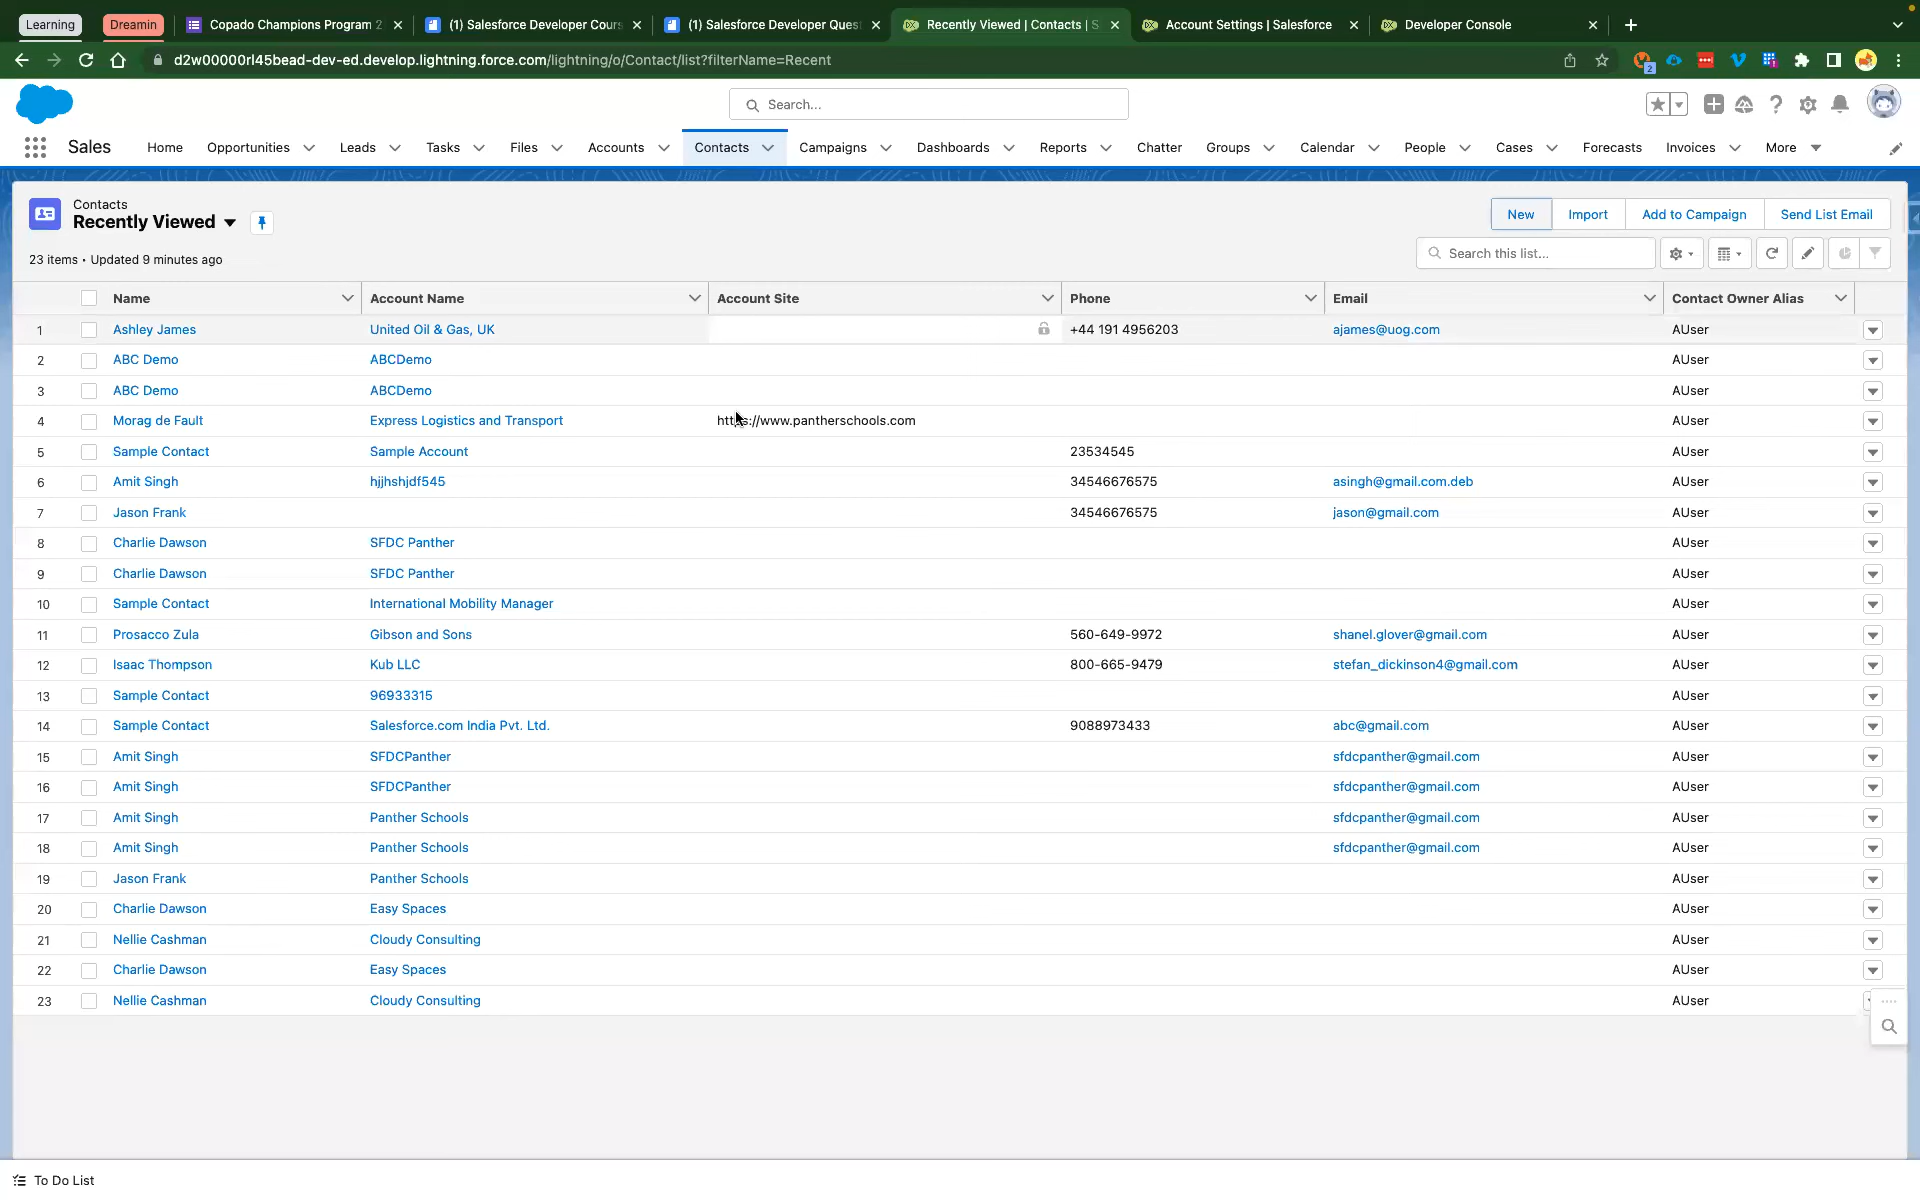 Learning Dreamin Copado Champions Program 2 (1) Salesforce Developer Cours (1) Salesforce Developer Ques Recently Viewed | Contacts | S Account Settings | Salesforce Developer Console
d2w00000rl45bead-dev-ed.develop.lightning.force.com/lightning/o/Contact/list?filterName=Recent 2
Search...
Sales Home Opportunities Leads Tasks Files Accounts Contacts Campaigns Dashboards Reports Chatter Groups Calendar People Cases Forecasts Invoices More
Contacts
Recently Viewed
New Import Add to Campaign Send List Email
23 items • Updated 9 minutes ago
Search this list...
Name Account Name Account Site Phone Email Contact Owner Alias
1 Ashley James United Oil & Gas, UK +44 191 4956203 ajames@uog.com AUser
2 ABC Demo ABCDemo AUser
3 ABC Demo ABCDemo AUser
4 Morag de Fault Express Logistics and Transport https://www.pantherschools.com AUser
5 Sample Contact Sample Account 23534545 AUser
6 Amit Singh hjjhshjdf545 34546676575 asingh@gmail.com.deb AUser
7 Jason Frank 34546676575 jason@gmail.com AUser
8 Charlie Dawson SFDC Panther AUser
9 Charlie Dawson SFDC Panther AUser
10 Sample Contact International Mobility Manager AUser
11 Prosacco Zula Gibson and Sons 560-649-9972 shanel.glover@gmail.com AUser
12 Isaac Thompson Kub LLC 800-665-9479 stefan_dickinson4@gmail.com AUser
13 Sample Contact 96933315 AUser
14 Sample Contact Salesforce.com India Pvt. Ltd. 9088973433 abc@gmail.com AUser
15 Amit Singh SFDCPanther sfdcpanther@gmail.com AUser
16 Amit Singh SFDCPanther sfdcpanther@gmail.com AUser
17 Amit Singh Panther Schools sfdcpanther@gmail.com AUser
18 Amit Singh Panther Schools sfdcpanther@gmail.com AUser
19 Jason Frank Panther Schools AUser
20 Charlie Dawson Easy Spaces AUser
21 Nellie Cashman Cloudy Consulting AUser
22 Charlie Dawson Easy Spaces AUser
23 Nellie Cashman Cloudy Consulting AUser
To Do List